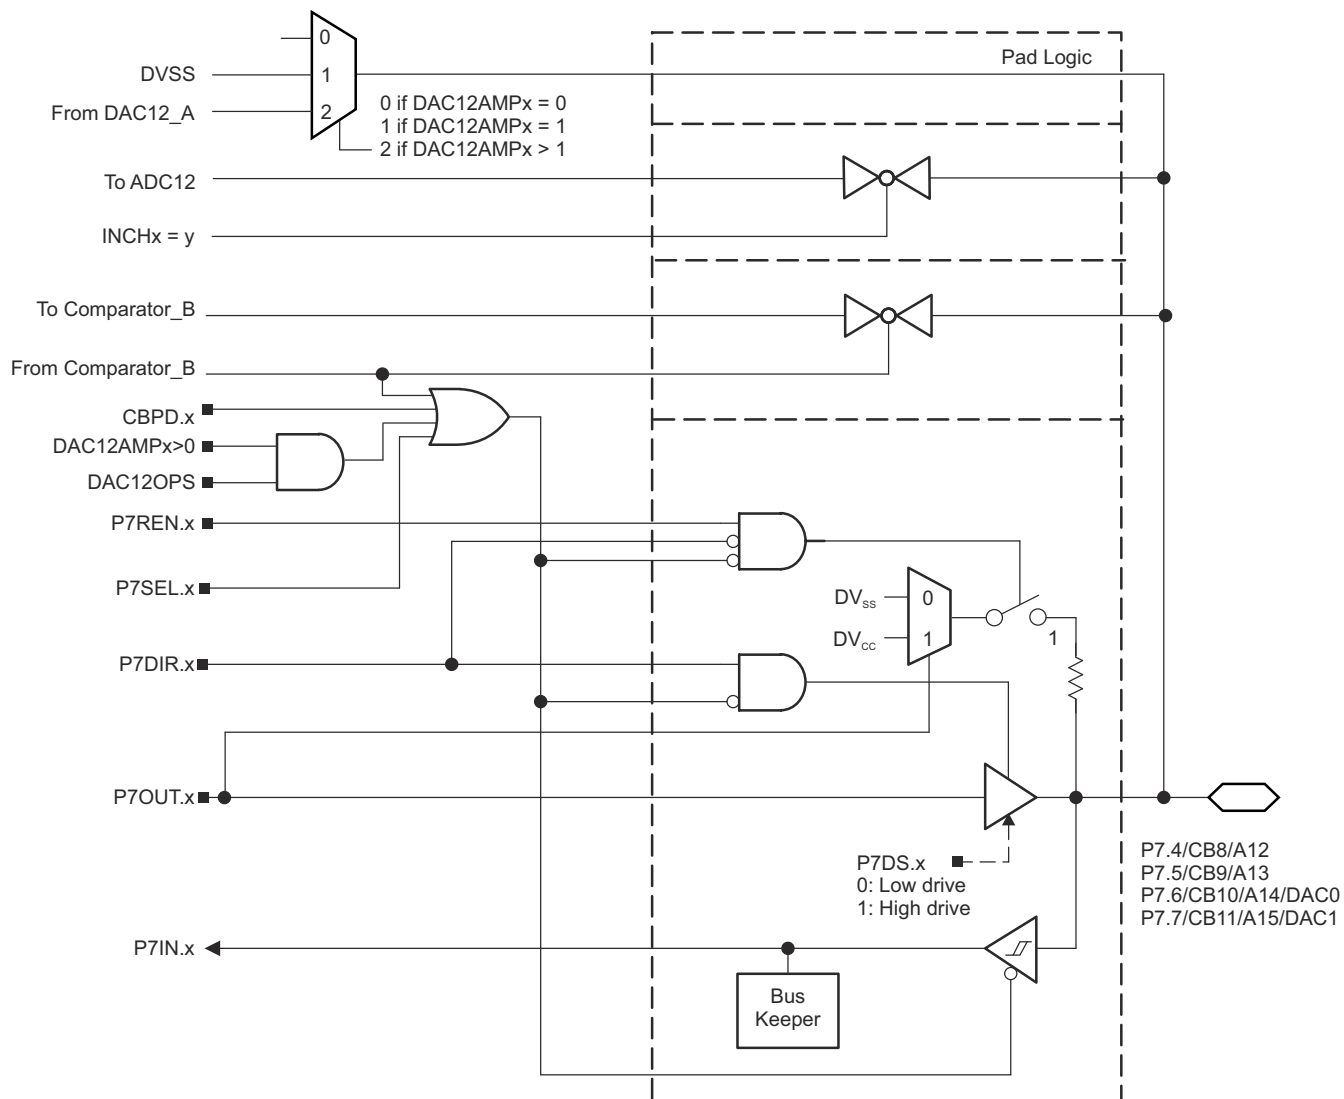 0
Pad Logic
DVSS
1
From DAC12_A
2
0 if DAC12AMPx = 0
1 if DAC12AMPx = 1
2 if DAC12AMPx > 1
To ADC12
INCHx = y
To Comparator_B
From Comparator_B
CBPD.x
DAC12AMPx>0
DAC12OPS
P7REN.x
P7SEL.x
DVSS
0
DVCC
1
1
P7DIR.x
P7OUT.x
P7DS.x
0: Low drive
1: High drive
P7.4/CB8/A12
P7.5/CB9/A13
P7.6/CB10/A14/DAC0
P7.7/CB11/A15/DAC1
P7IN.x
Bus
Keeper